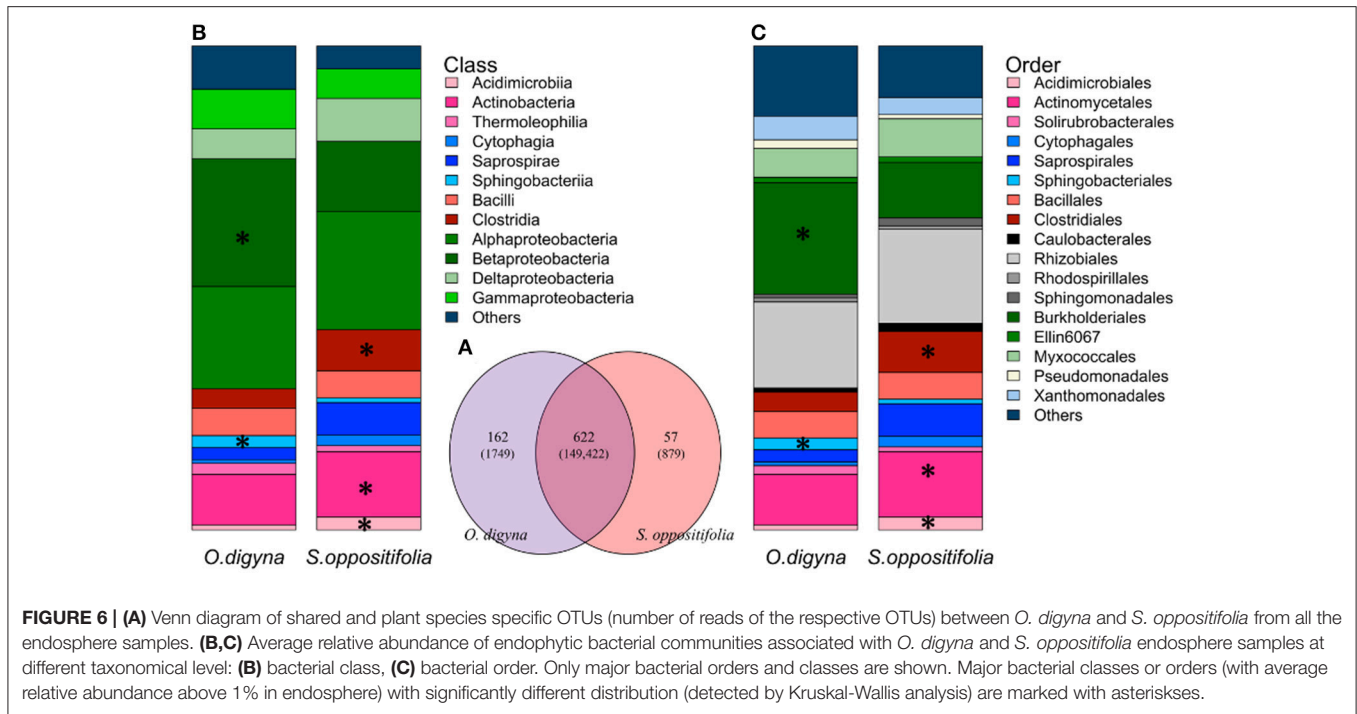 B
Class
Acidimicrobiia
Actinobacteria
Thermoleophilia
Cytophagia
Saprospirae
Sphingobacteriia
Bacilli
Clostridia
Alphaproteobacteria
Betaproteobacteria
Deltaproteobacteria
Gammaproteobacteria
Others
*
*
*
*
*
O.digyna
S.oppositifolia
A
162
(1749)
622
(149,422)
57
(879)
O. digyna
S. oppositifolia
C
Order
Acidimicrobiales
Actinomycetales
Solirubrobacterales
Cytophagales
Saprospirales
Sphingobacteriales
Bacillales
Clostridiales
Caulobacterales
Rhizobiales
Rhodospirillales
Sphingomonadales
Burkholderiales
Ellin6067
Myxococcales
Pseudomonadales
Xanthomonadales
Others
*
*
*
*
*
O.digyna
S.oppositifolia
FIGURE 6 | (A) Venn diagram of shared and plant species specific OTUs (number of reads of the respective OTUs) between O. digyna and S. oppositifolia from all the
endosphere samples. (B,C) Average relative abundance of endophytic bacterial communities associated with O. digyna and S. oppositifolia endosphere samples at
different taxonomical level: (B) bacterial class, (C) bacterial order. Only major bacterial orders and classes are shown. Major bacterial classes or orders (with average
relative abundance above 1% in endosphere) with significantly different distribution (detected by Kruskal-Wallis analysis) are marked with asteriskses.